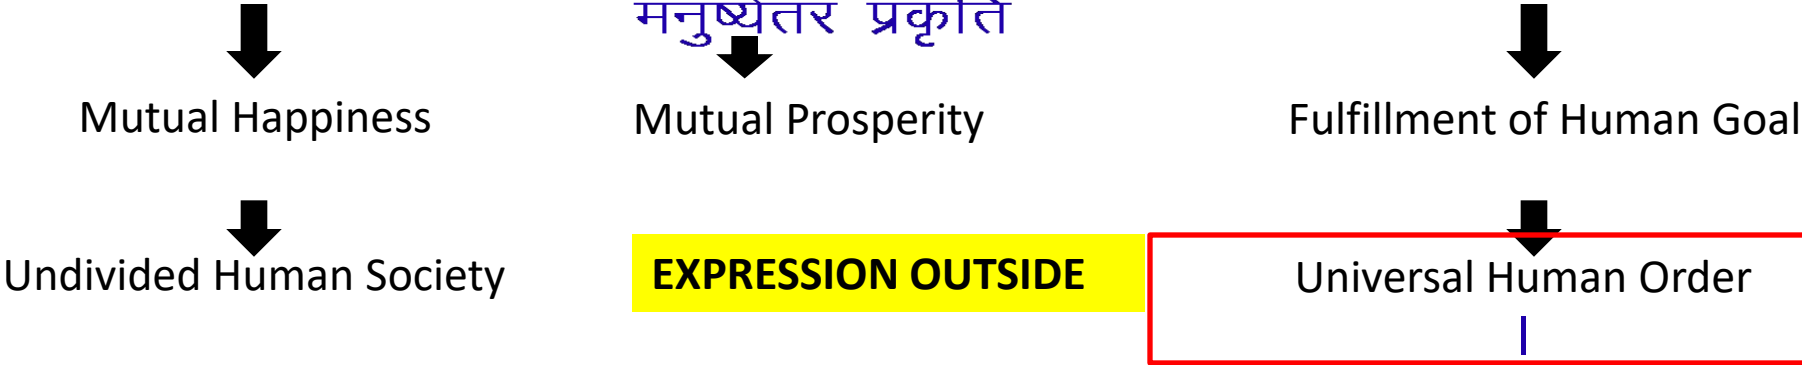 मनुष्येतर प्रकृति
Mutual Happiness
Mutual Prosperity
Fulfillment of Human Goal
Undivided Human Society
EXPRESSION OUTSIDE
Universal Human Order